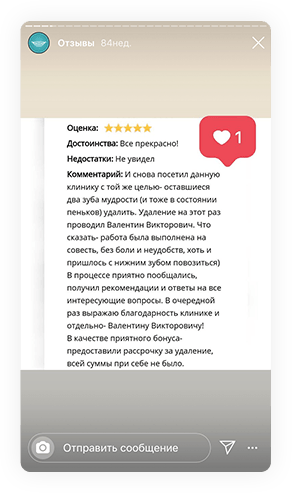 Отзывы 84нед.
Оценка:
Достоинства: Все прекрасно!
1
Недостатки: Не увидел
Комментарий: И снова посетил данную
клинику с той же целью- оставшиеся
два зуба мудрости (и тоже в состоянии
пеньков) удалить. Удаление на этот раз
проводил Валентин Викторович. Что
сказать- работа была выполнена на
совесть, без боли и неудобств, хоть и
пришлось с нижним зубом повозиться)
В процессе приятно пообщались,
получил рекомендации и ответы на все
интересующие вопросы. В очередной
раз выражаю благодарность клинике и
отдельно- Валентину Викторовичу!
В качестве приятного бонуса-
предоставили рассрочку за удаление,
всей суммы при себе не было.
Отправить сообщение